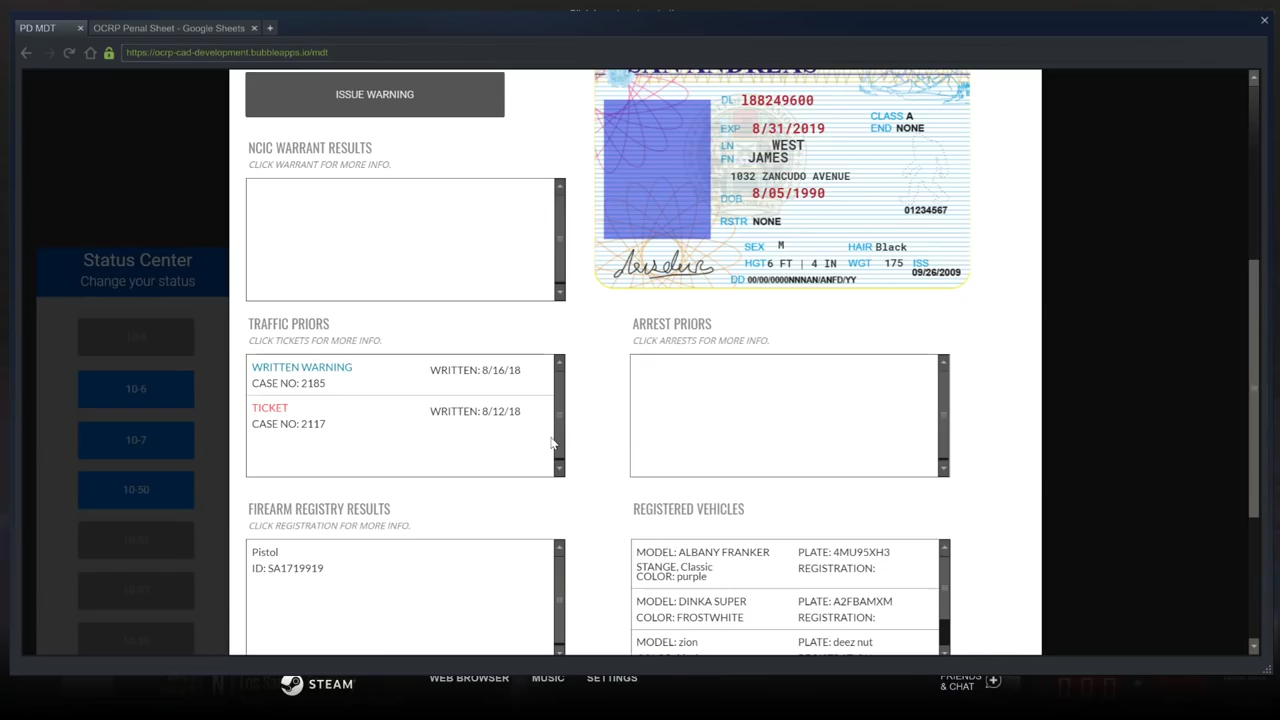 PD MDT
OCRP Penal Sheet - Google Sheets
https://ocrp-cad-development.bubbleapps.io/mdt
ISSUE WARNING
SAN ANDREAS
DL 188249600
CLASS A
EXP 8/31/2019
END NONE
LN WEST
FN JAMES
1032 ZANCUDO AVENUE
DOB 8/05/1990
01234567
RSTR NONE
SEX M
HAIR Black
HGT 6 FT | 4 IN WGT 175 ISS
09/26/2009
DD 00/00/0000NNNAN/ANFD/YY
NCIC WARRANT RESULTS
CLICK WARRANT FOR MORE INFO.
Status Center
Change your status
10-6
10-7
10-50
TRAFFIC PRIORS
CLICK TICKETS FOR MORE INFO.
WRITTEN WARNING
WRITTEN: 8/16/18
CASE NO: 2185
TICKET
WRITTEN: 8/12/18
CASE NO: 2117
ARREST PRIORS
CLICK ARRESTS FOR MORE INFO.
FIREARM REGISTRY RESULTS
CLICK REGISTRATION FOR MORE INFO.
Pistol
ID: SA1719919
REGISTERED VEHICLES
MODEL: ALBANY FRANKER
PLATE: 4MU95XH3
STANGE, Classic
REGISTRATION:
COLOR: purple
MODEL: DINKA SUPER
PLATE: A2FBAMXM
COLOR: FROSTWHITE
REGISTRATION:
MODEL: zion
PLATE: deez nut
STEAM
WEB BROWSER
MUSIC
SETTINGS
FRIENDS
& CHAT